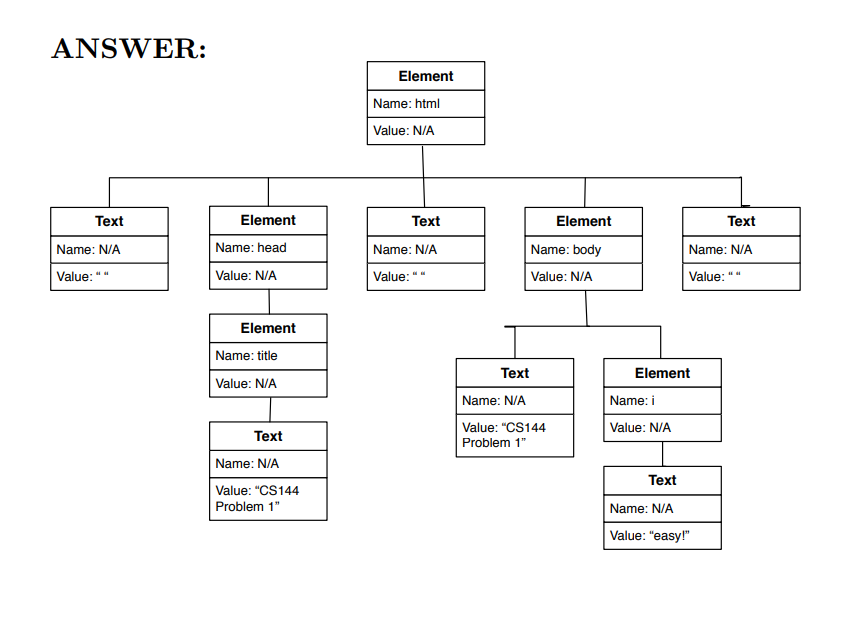 ANSWER:
Element
Name: html
Value: N/A
Text
Name: N/A
Value: “ “
Element
Name: head
Value: N/A
Text
Name: N/A
Value: “ “
Element
Name: body
Value: N/A
Text
Name: N/A
Value: “ “
Element
Name: title
Value: N/A
Text
Name: N/A
Value: “CS144
Problem 1”
Text
Name: N/A
Value: “CS144
Problem 1”
Element
Name: i
Value: N/A
Text
Name: N/A
Value: “easy!”